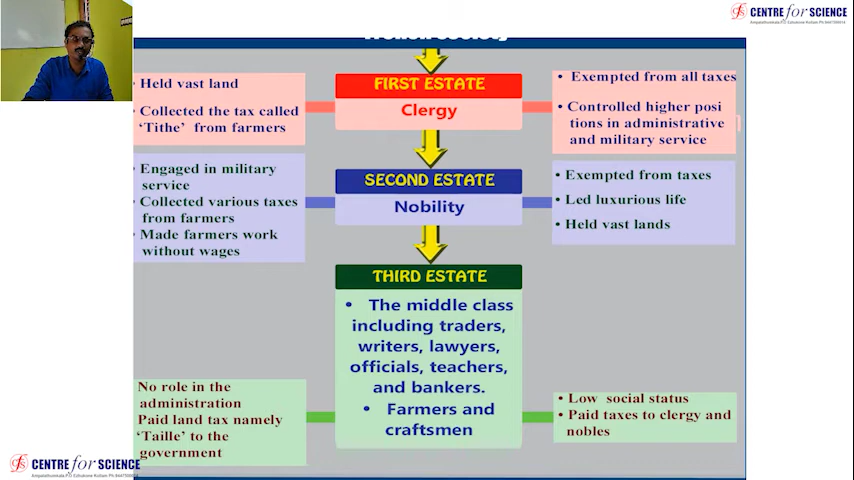 CENTRE for SCIENCE
FIRST ESTATE
Clergy
• Held vast land
• Collected the tax called
'Tithe' from farmers
• Exempted from all taxes
• Controlled higher posi
tions in administrative
and military service
SECOND ESTATE
Nobility
• Engaged in military
service
• Collected various taxes
from farmers
• Made farmers work
without wages
• Exempted from taxes
• Led luxurious life
• Held vast lands
THIRD ESTATE
• The middle class
including traders,
writers, lawyers,
officials, teachers,
and bankers.
• Farmers and
craftsmen
No role in the
administration
Paid land tax namely
'Taille' to the
government
• Low social status
• Paid taxes to clergy and
nobles
CENTRE for SCIENCE